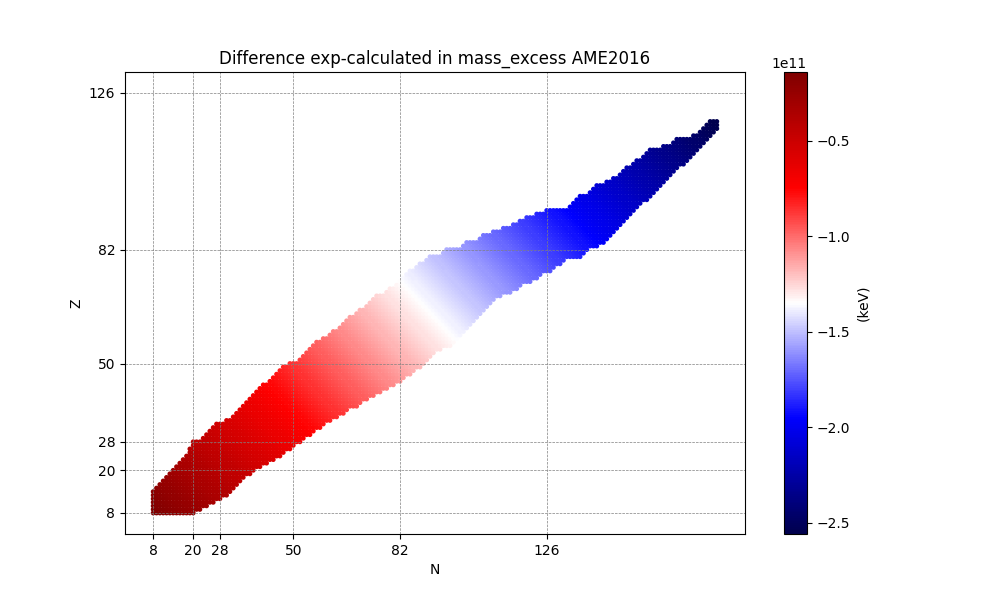 Difference exp-calculated in mass_excess AME2016
1e11
126
82
50
28
20
8
Z
8 20 28 50 82 126
N
−0.5
−1.0
−1.5
−2.0
−2.5
(keV)